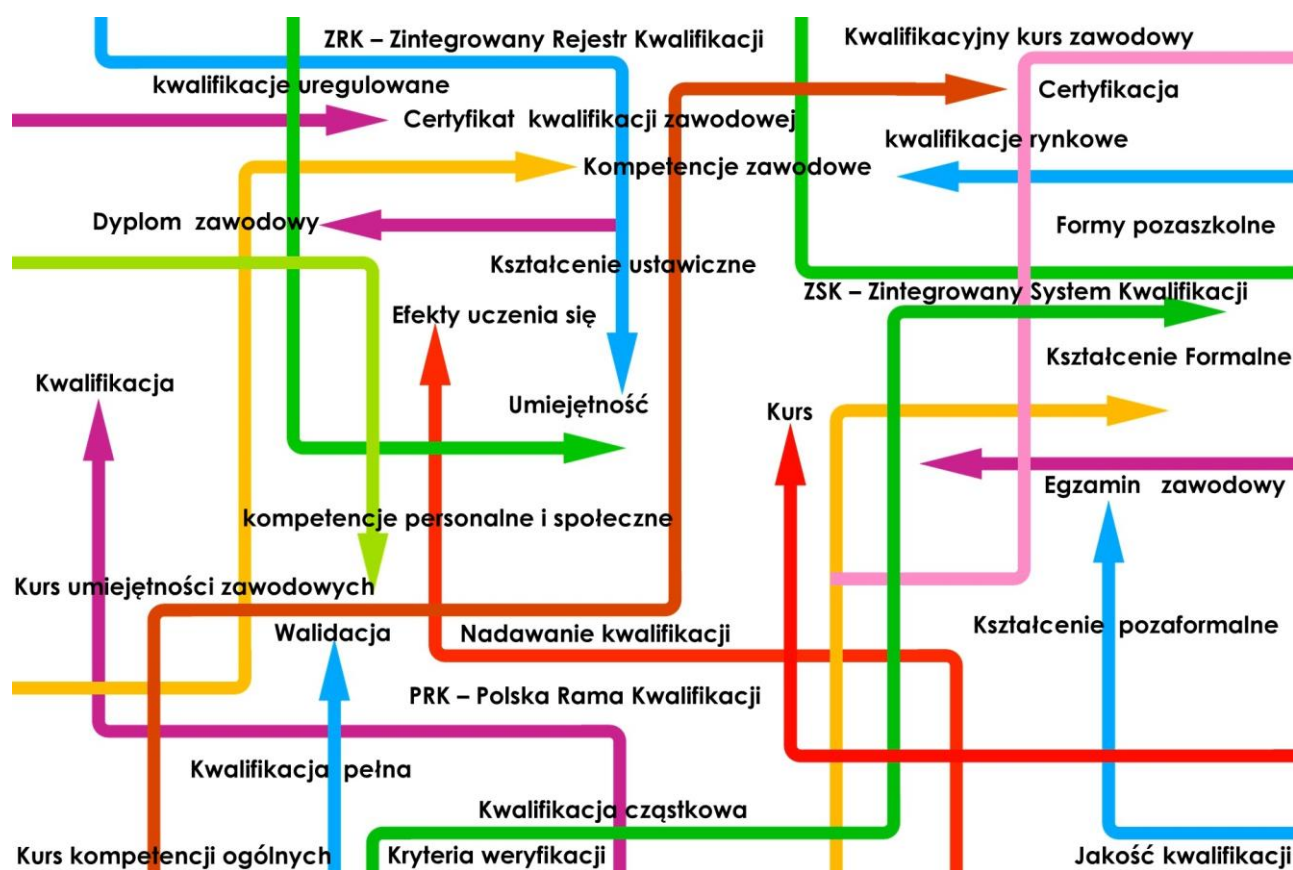 ZRK – Zintegrowany Rejestr Kwalifikacji
Kwalifikacyjny kurs zawodowy
kwalifikacje uregulowane
Certyfikacja
Certyfikat kwalifikacji zawodowej
kwalifikacje rynkowe
Kompetencje zawodowe
Dyplom zawodowy
Formy pozaszkolne
Kształcenie ustawiczne
ZSK – Zintegrowany System Kwalifikacji
Efekty uczenia się
Kształcenie Formalne
Kwalifikacja
Umiejętność
Kurs
Egzamin zawodowy
kompetencje personalne i społeczne
Kurs umiejętności zawodowych
Kształcenie pozaformalne
Walidacja
Nadawanie kwalifikacji
PRK – Polska Rama Kwalifikacji
Kwalifikacja pełna
Kwalifikacja cząstkowa
Kurs kompetencji ogólnych
Kryteria weryfikacji
Jakość kwalifikacji